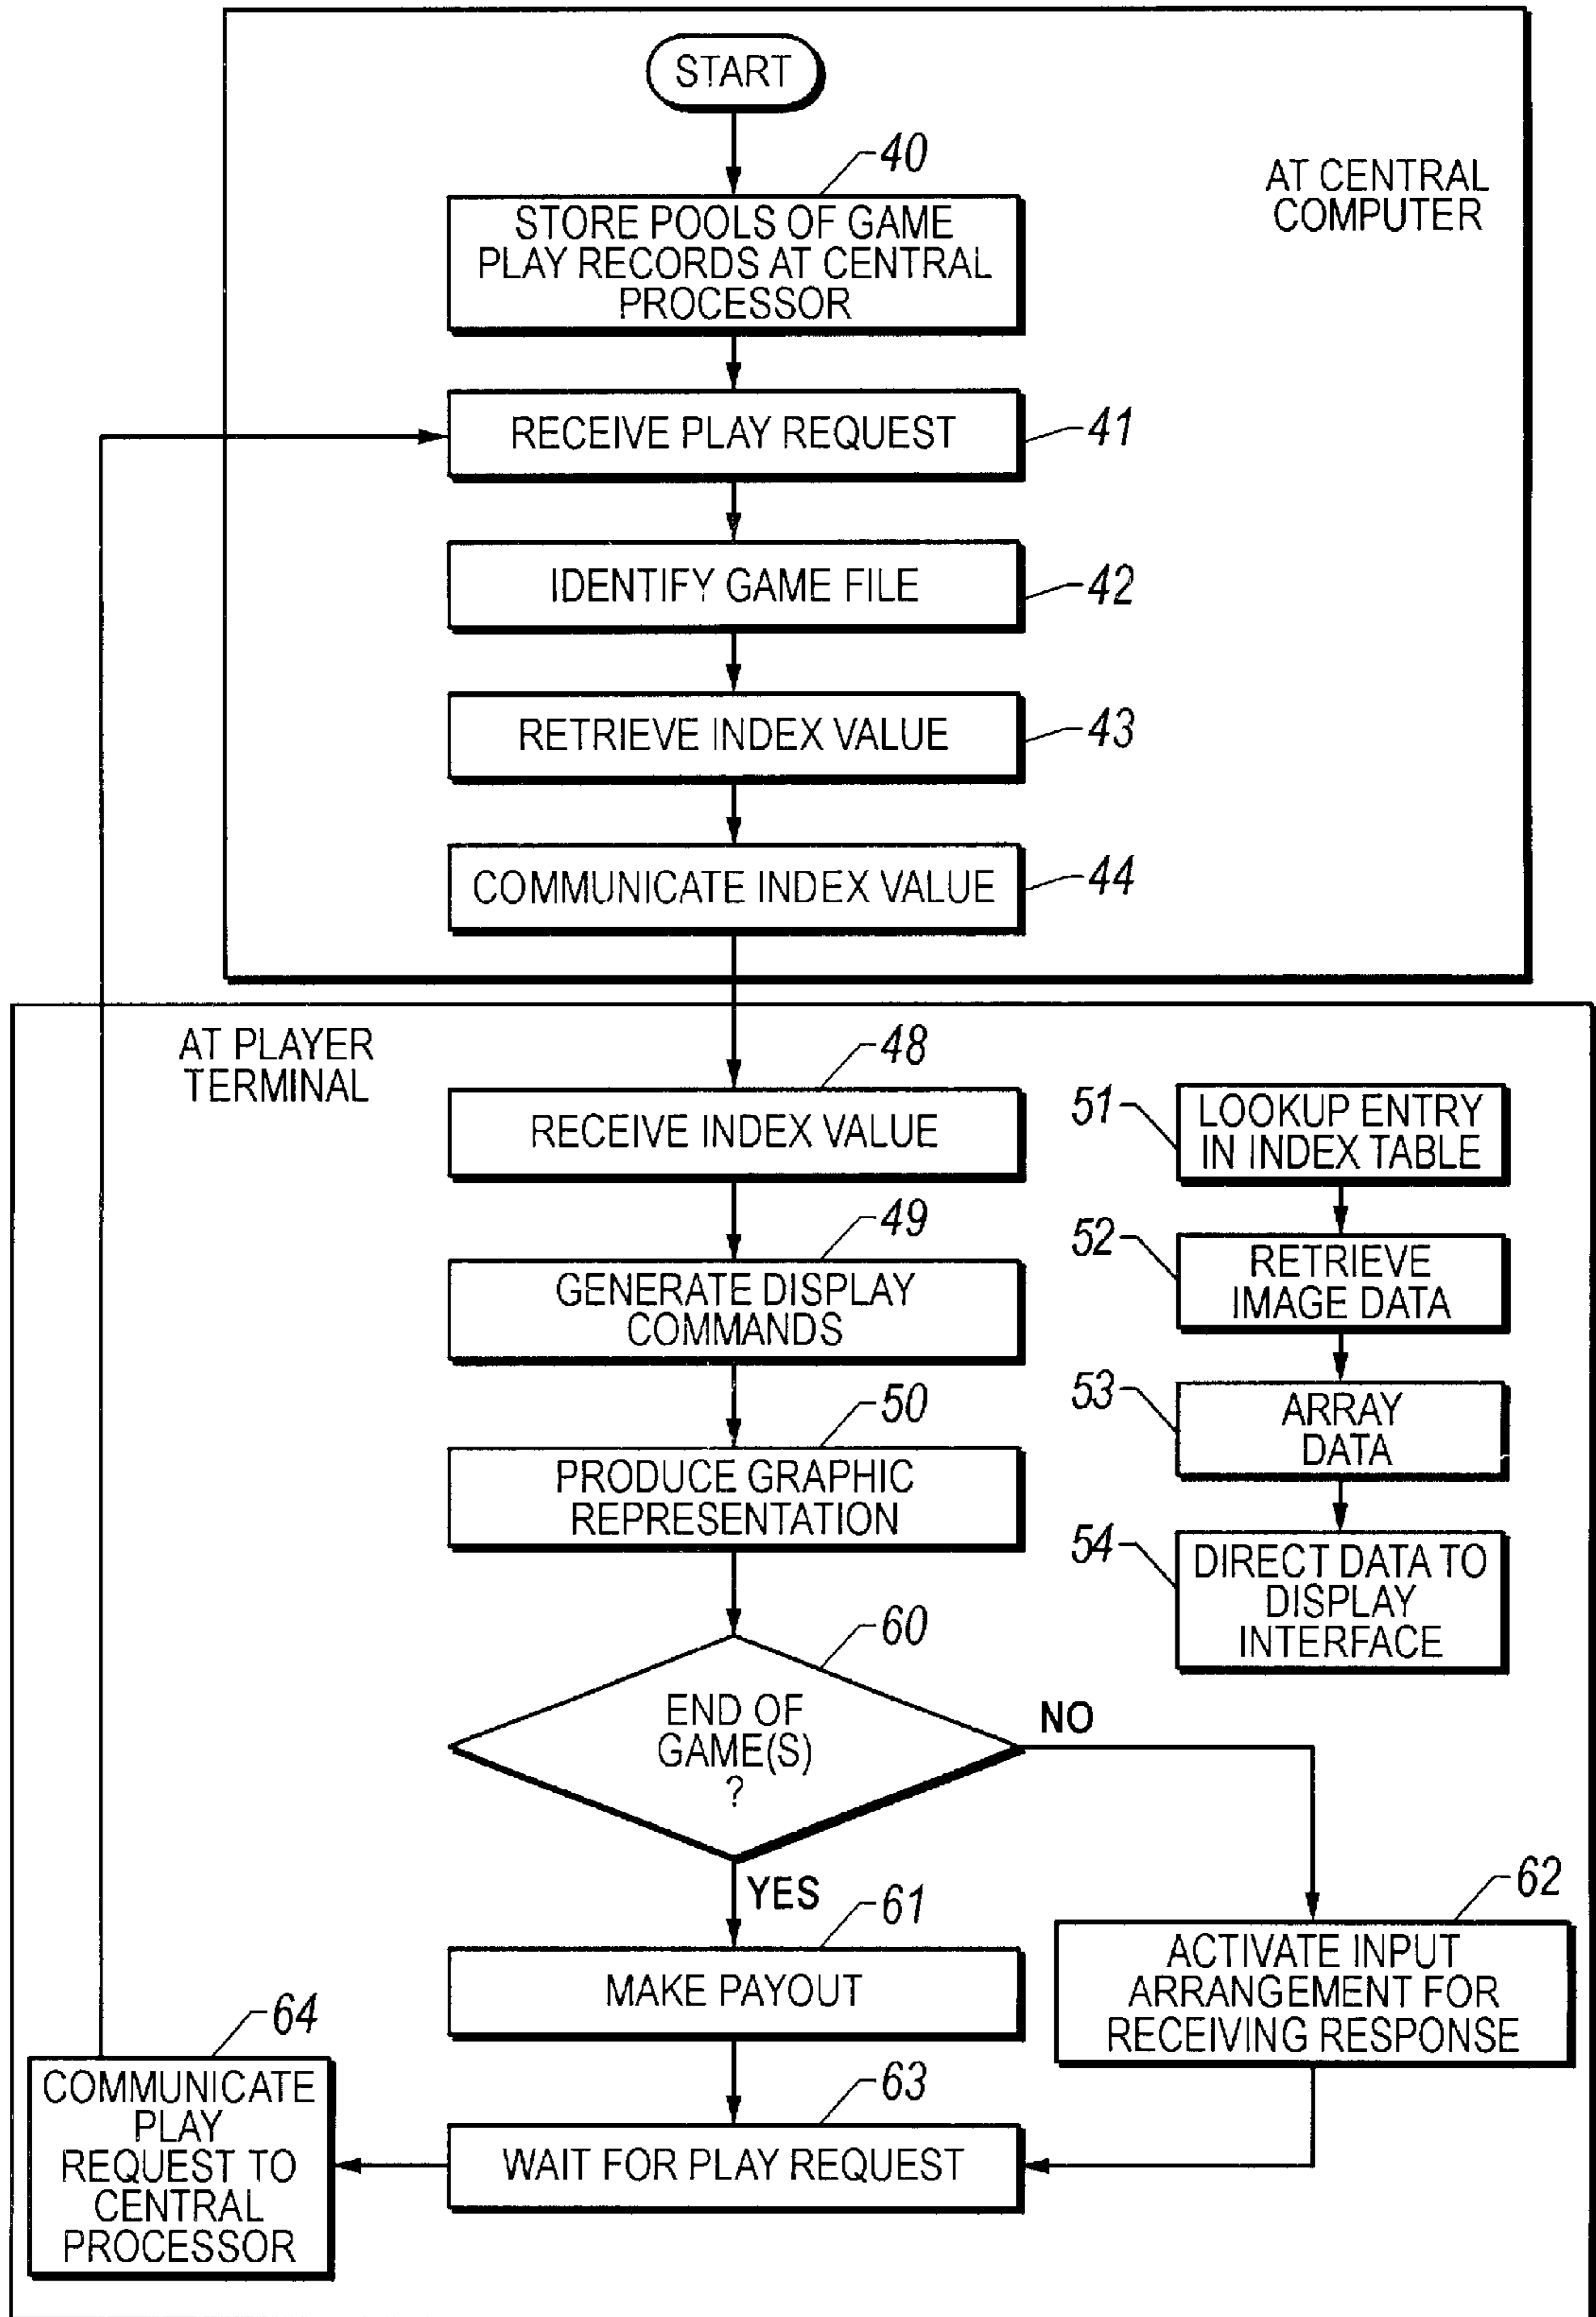 START
40
AT CENTRAL
COMPUTER
STORE POOLS OF GAME
PLAY RECORDS AT CENTRAL
PROCESSOR
RECEIVE PLAY REQUEST
41
IDENTIFY GAME FILE
42
RETRIEVE INDEX VALUE
43
COMMUNICATE INDEX VALUE
44
AT PLAYER
TERMINAL
48
RECEIVE INDEX VALUE
49
GENERATE DISPLAY
COMMANDS
50
PRODUCE GRAPHIC
REPRESENTATION
51
LOOKUP ENTRY
IN INDEX TABLE
52
RETRIEVE
IMAGE DATA
53
ARRAY
DATA
54
DIRECT DATA TO
DISPLAY
INTERFACE
60
END OF
GAME(S)
?
NO
YES
61
MAKE PAYOUT
62
ACTIVATE INPUT
ARRANGEMENT FOR
RECEIVING RESPONSE
63
WAIT FOR PLAY REQUEST
64
COMMUNICATE
PLAY
REQUEST TO
CENTRAL
PROCESSOR